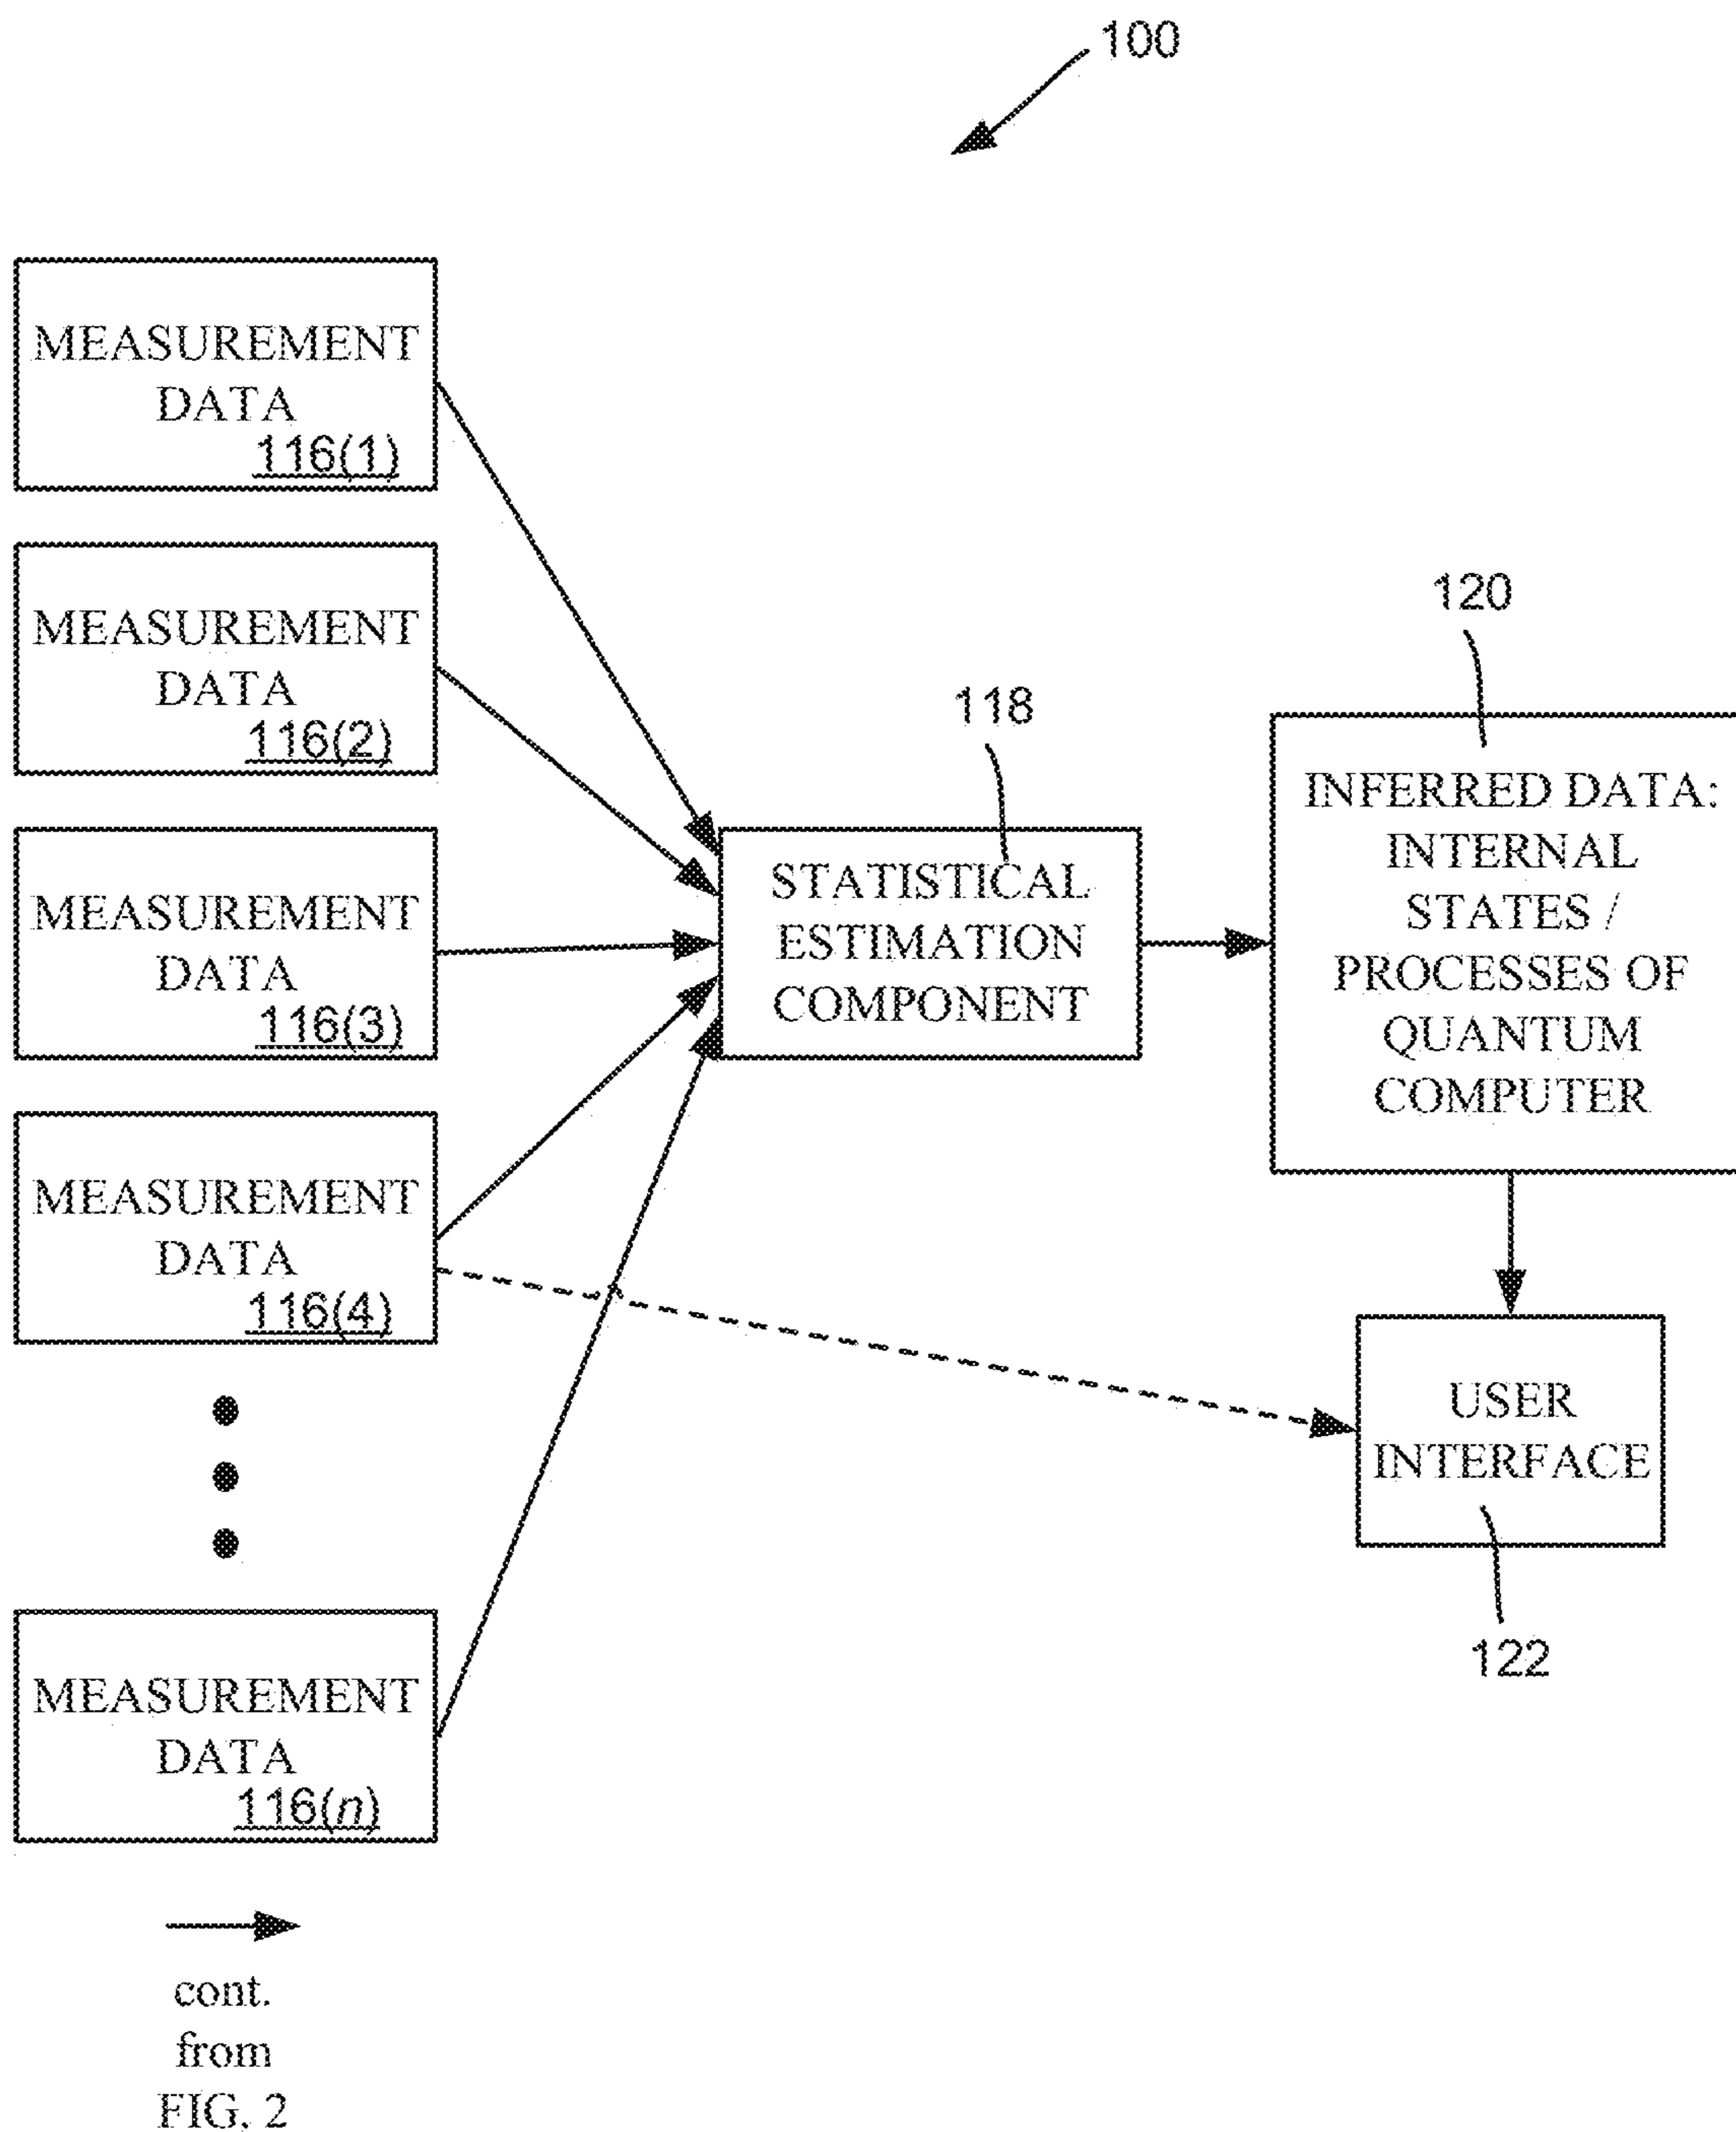 100
MEASUREMENT
DATA
116(1)
MEASUREMENT
DATA
116(2)
MEASUREMENT
DATA
116(3)
MEASUREMENT
DATA
116(4)
MEASUREMENT
DATA
116(n)
118
STATISTICAL
ESTIMATION
COMPONENT
120
INFERRED DATA:
INTERNAL
STATES /
PROCESSES OF
QUANTUM
COMPUTER
USER
INTERFACE
122
cont.
from
FIG. 2